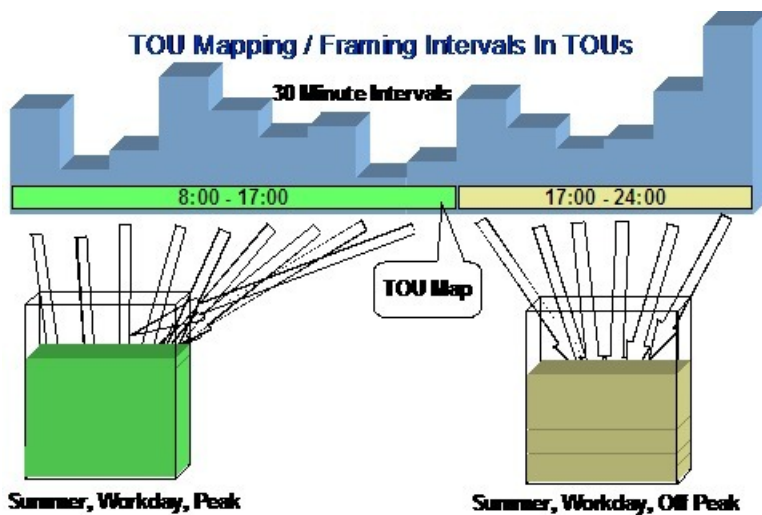 TOU Mapping / Framing Intervals In TOUs
30 Minute Intervals
8:00 - 17:00
17:00 - 24:00
TOU Map
Summer, Workday, Peak
Summer, Workday, Off Peak